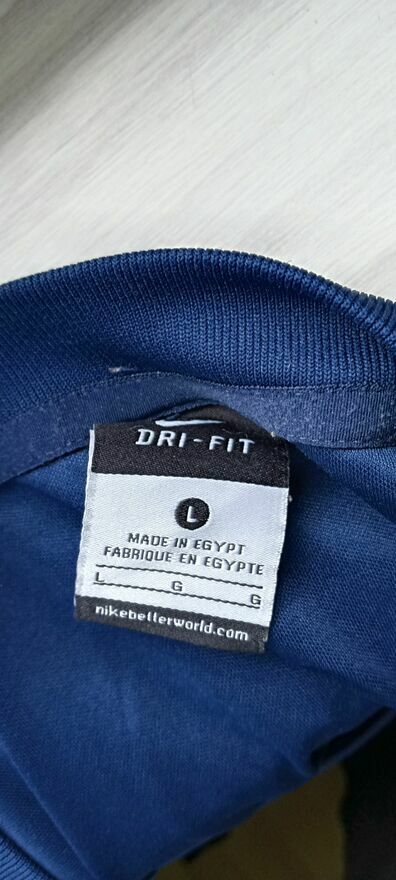 DRI-FIT
L
MADE IN EGYPT
FABRIQUE EN EGYPTE
L G G
nikebetterworld.com